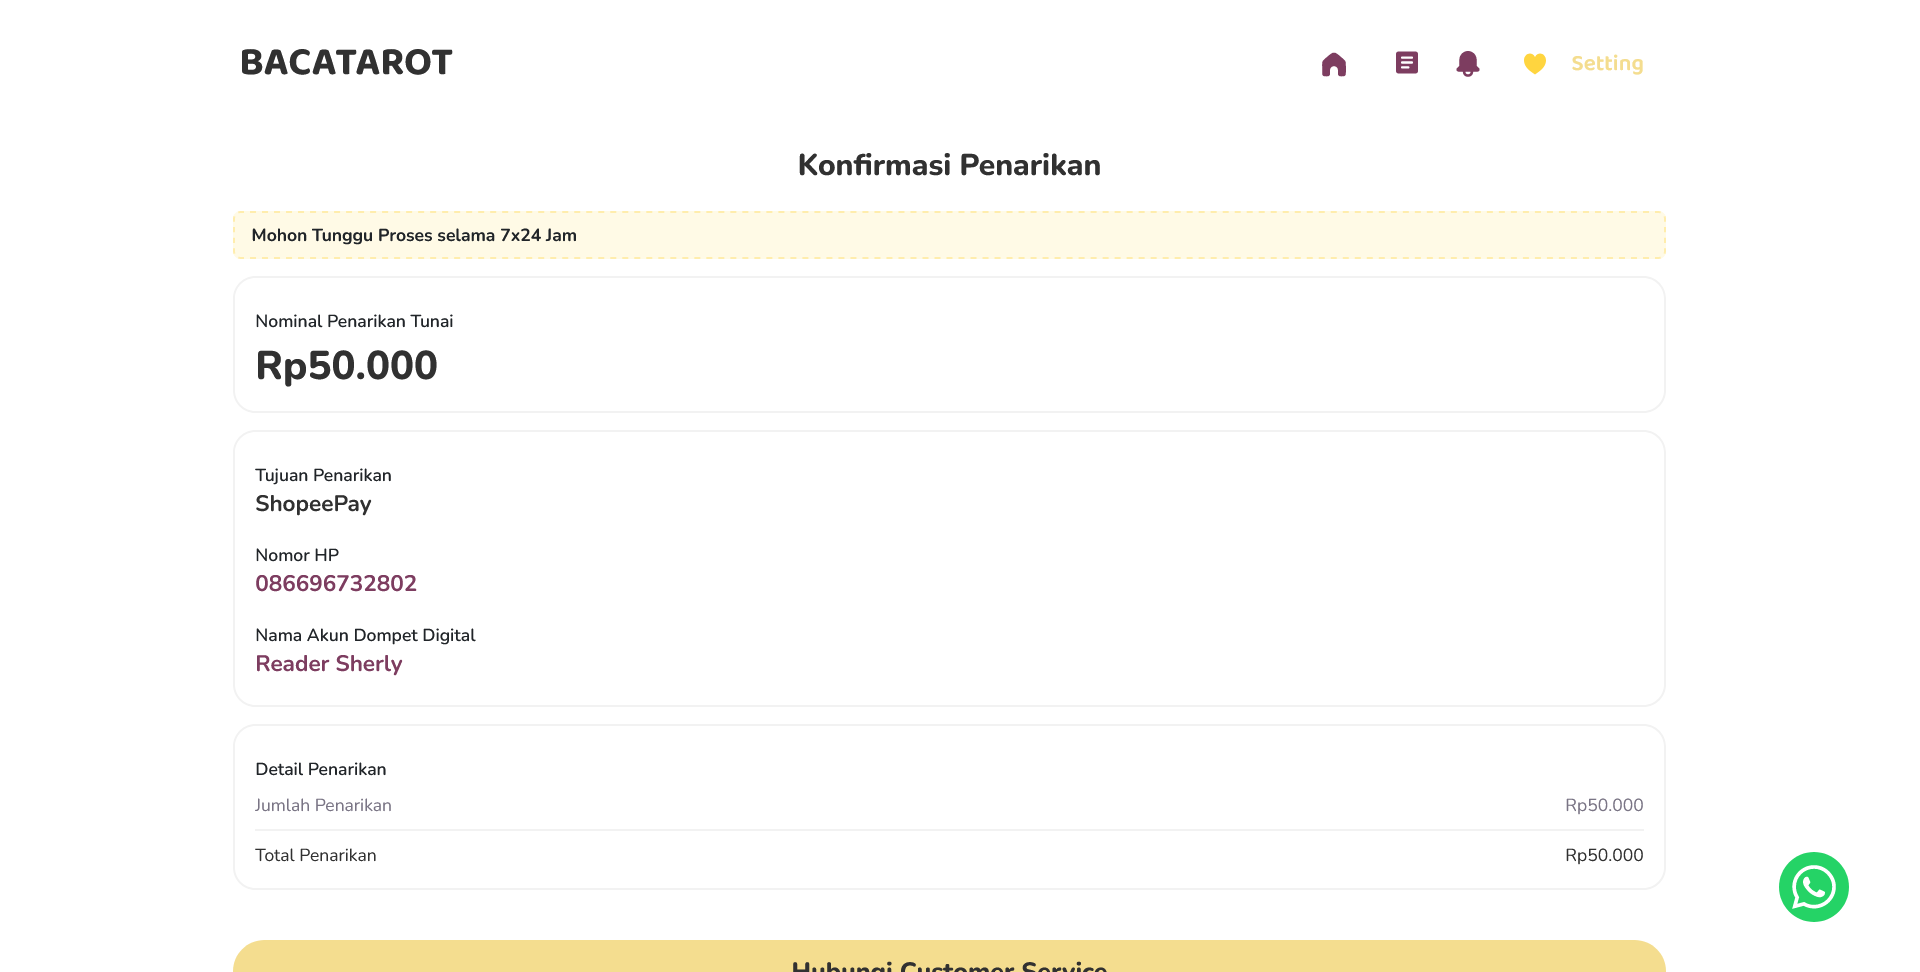 BACATAROT
Setting
Konfirmasi Penarikan
Mohon Tunggu Proses selama 7x24 Jam
Nominal Penarikan Tunai
Rp50.000
Tujuan Penarikan
ShopeePay
Nomor HP
086696732802
Nama Akun Dompet Digital
Reader Sherly
Detail Penarikan
Jumlah Penarikan Rp50.000
Total Penarikan Rp50.000
Hubungi Customer Service